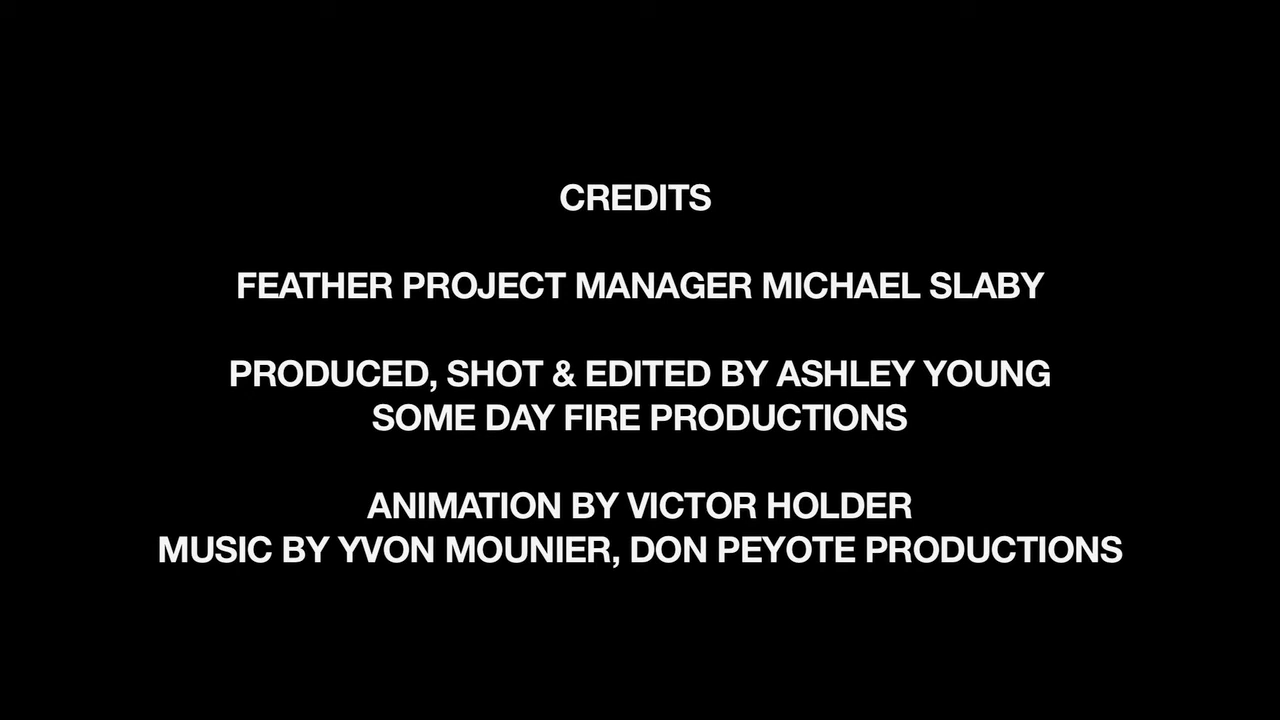 CREDITS
FEATHER PROJECT MANAGER MICHAEL SLABY
PRODUCED, SHOT & EDITED BY ASHLEY YOUNG
SOME DAY FIRE PRODUCTIONS
ANIMATION BY VICTOR HOLDER
MUSIC BY YVON MOUNIER, DON PEYOTE PRODUCTIONS